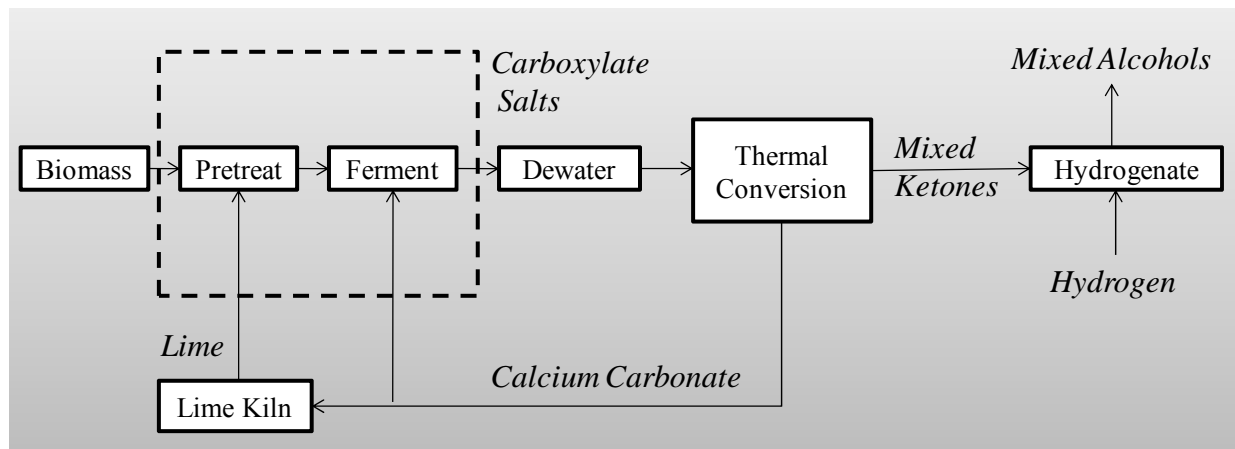 Carboxylate
Salts
Mixed Alcohols
Biomass
Pretreat
Ferment
Dewater
Thermal
Conversion
Mixed
Ketones
Hydrogenate
Hydrogen
Lime
Calcium Carbonate
Lime Kiln